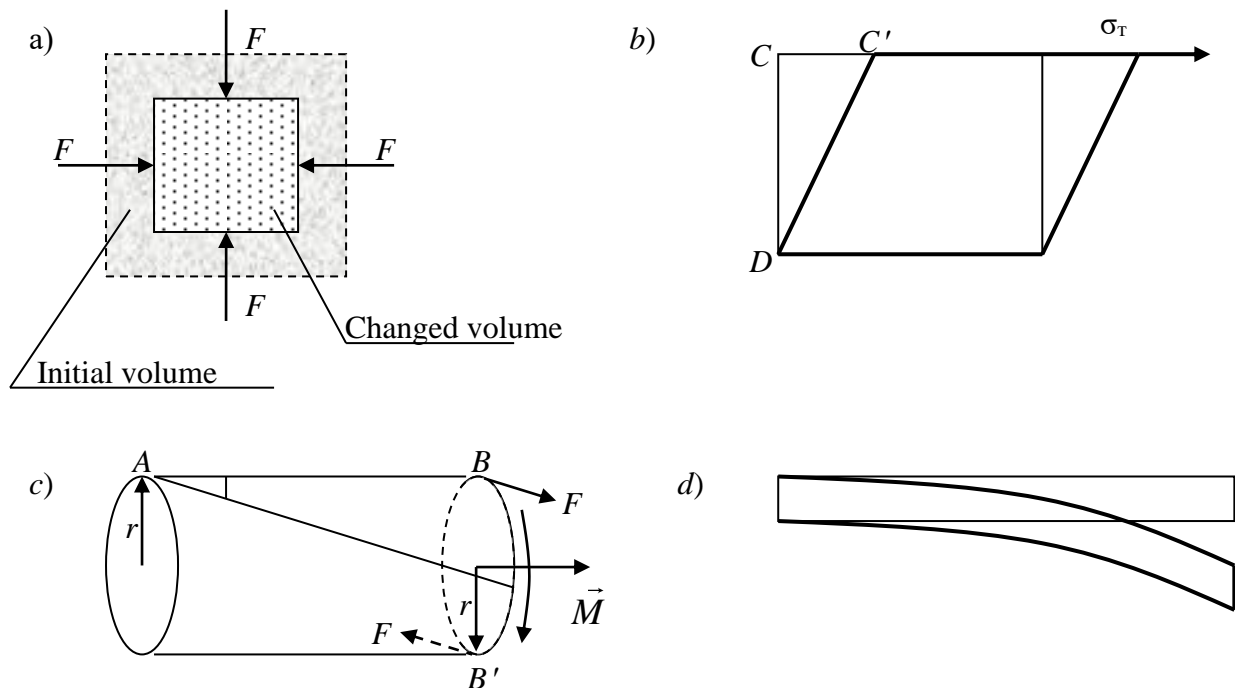 a)
F
b)
C
C'
σт
F
F
F
Changed volume
Initial volume
c)
A
B
d)
F
r
r
M⃗
F
B'